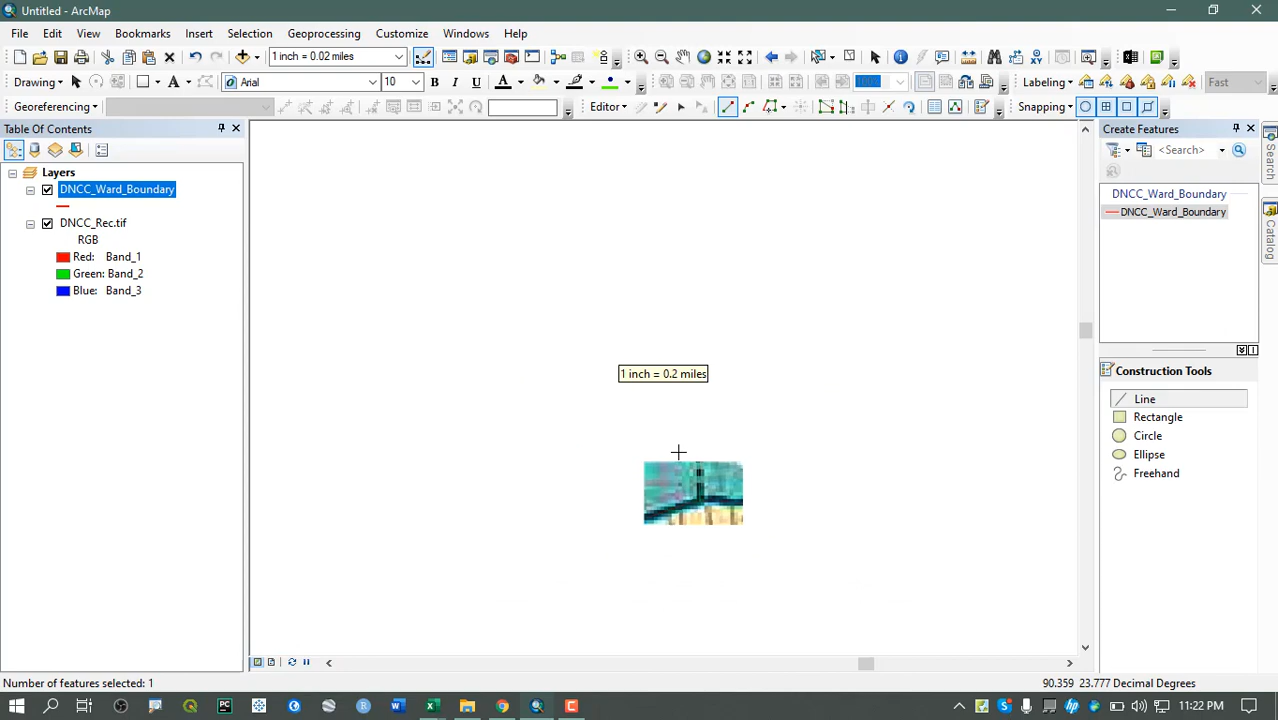 Untitled - ArcMap
File Edit View Bookmarks Insert Selection Geoprocessing Customize Windows Help
1 inch = 0.02 miles
Drawing Arial 10 B I U A Labeling Fast
Georeferencing Editor Snapping
Table Of Contents
Layers
DNCC_Ward_Boundary
DNCC_Rec.tif
RGB
Red: Band_1
Green: Band_2
Blue: Band_3
1 inch = 0.2 miles
Create Features
<Search>
DNCC_Ward_Boundary
DNCC_Ward_Boundary
Construction Tools
Line
Rectangle
Circle
Ellipse
Freehand
Search
Catalog
Number of features selected: 1
90.359 23.777 Decimal Degrees
11:22 PM